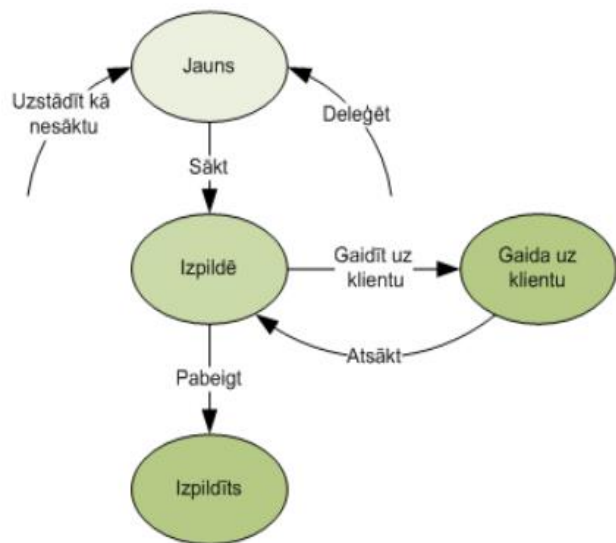 Jauns
Uzstādīt kā
nesāktu
Deleģēt
Sākt
Izpildē
Gaidīt uz
klientu
Gaida uz
klientu
Atsākt
Pabeigt
Izpildīts